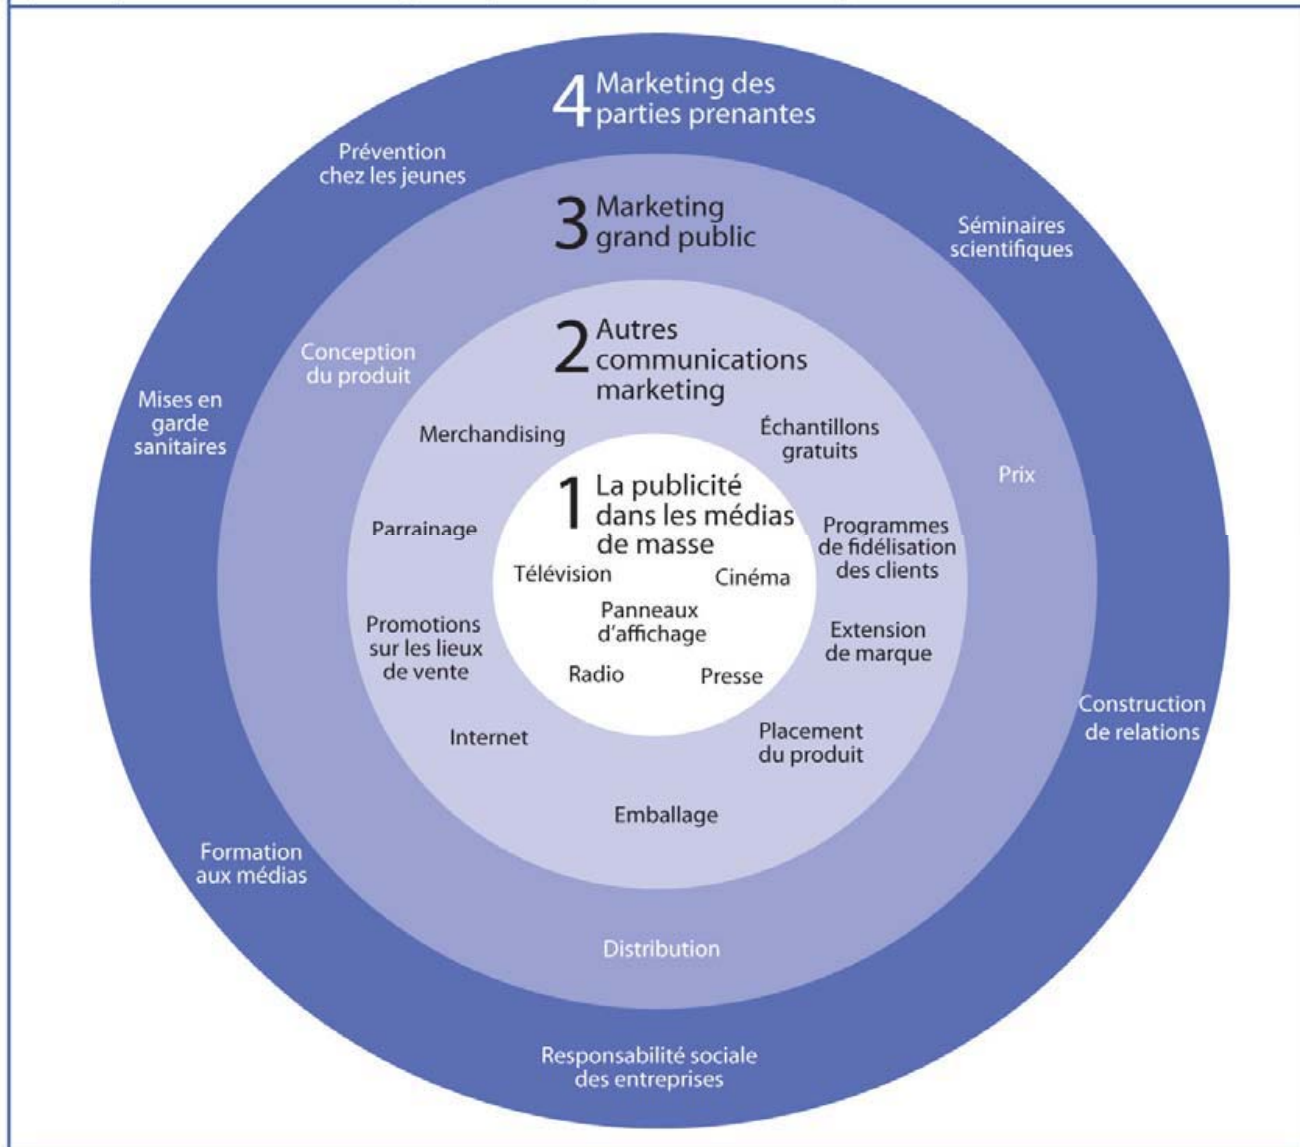 4 Marketing des
parties prenantes
Prévention
chez les jeunes
Séminaires
scientifiques
3 Marketing
grand public
Conception
du produit
Mises en
garde
sanitaires
Prix
2 Autres
communications
marketing
Merchandising
Échantillons
gratuits
Parrainage
Programmes
de fidélisation
des clients
1 La publicité
dans les médias
de masse
Télévision
Cinéma
Panneaux
d'affichage
Radio
Presse
Promotions
sur les lieux
de vente
Extension
de marque
Internet
Placement
du produit
Emballage
Construction
de relations
Formation
aux médias
Distribution
Responsabilité sociale
des entreprises